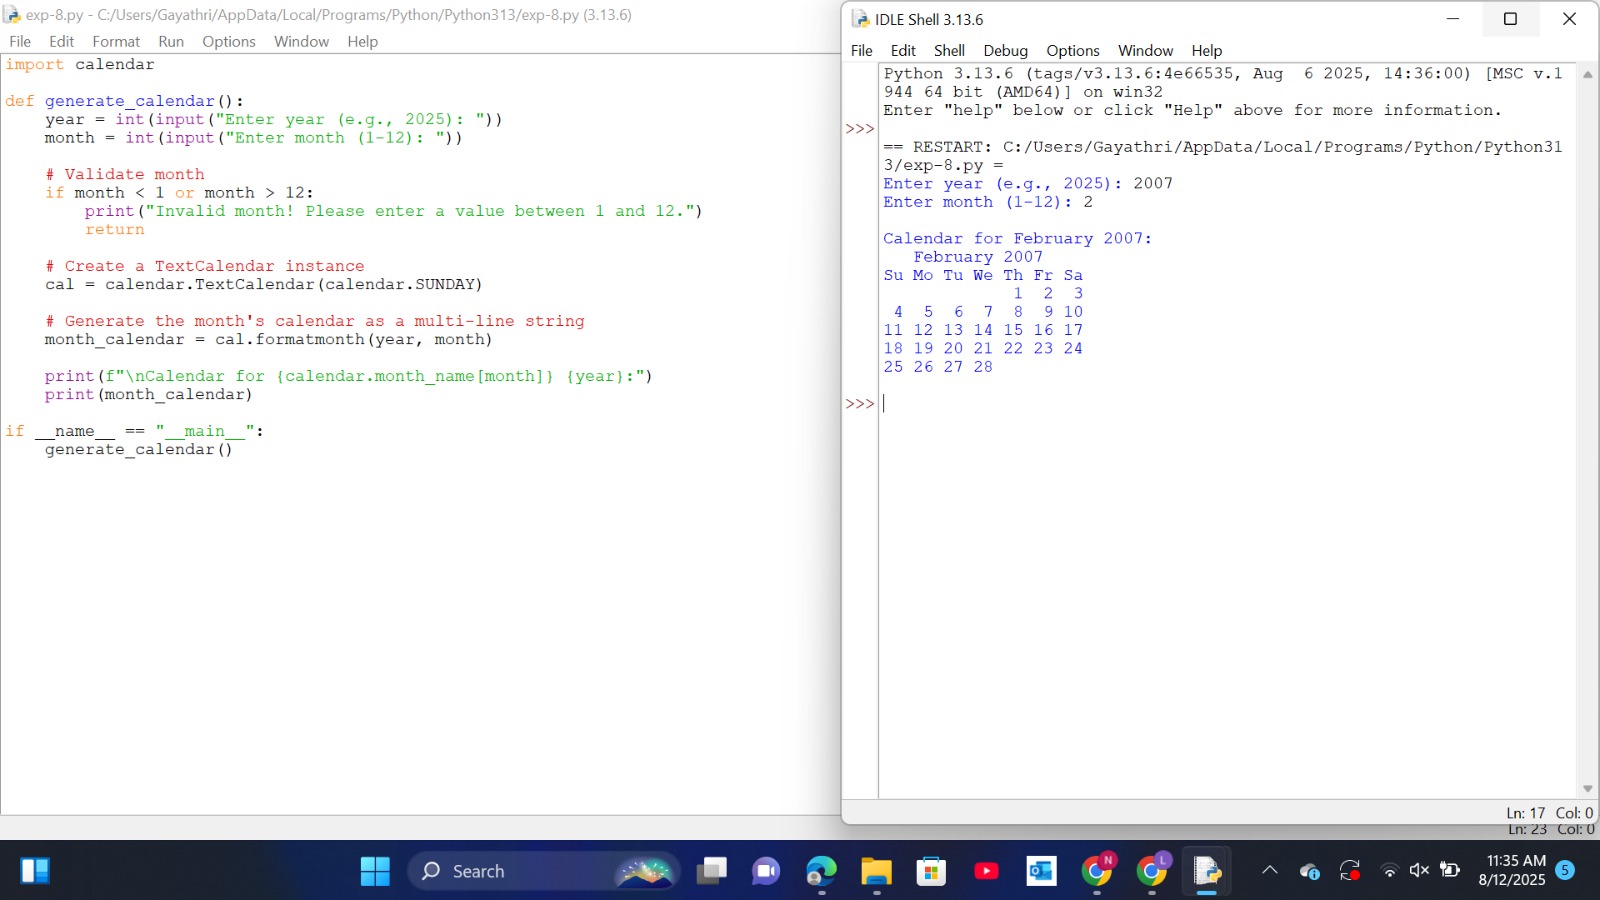 exp-8.py - C:/Users/Gayathri/AppData/Local/Programs/Python/Python313/exp-8.py (3.13.6)
File Edit Format Run Options Window Help
import calendar

def generate_calendar():
    year = int(input("Enter year (e.g., 2025): "))
    month = int(input("Enter month (1-12): "))

    # Validate month
    if month < 1 or month > 12:
        print("Invalid month! Please enter a value between 1 and 12.")
        return

    # Create a TextCalendar instance
    cal = calendar.TextCalendar(calendar.SUNDAY)

    # Generate the month's calendar as a multi-line string
    month_calendar = cal.formatmonth(year, month)

    print(f"\nCalendar for {calendar.month_name[month]} {year}:")
    print(month_calendar)

if __name__ == "__main__":
    generate_calendar()
IDLE Shell 3.13.6
File Edit Shell Debug Options Window Help
Python 3.13.6 (tags/v3.13.6:4e66535, Aug  6 2025, 14:36:00) [MSC v.1
944 64 bit (AMD64)] on win32
Enter "help" below or click "Help" above for more information.
>>>
== RESTART: C:/Users/Gayathri/AppData/Local/Programs/Python/Python31
3/exp-8.py =
Enter year (e.g., 2025): 2007
Enter month (1-12): 2

Calendar for February 2007:
   February 2007
Su Mo Tu We Th Fr Sa
             1  2  3
 4  5  6  7  8  9 10
11 12 13 14 15 16 17
18 19 20 21 22 23 24
25 26 27 28

>>>
Ln: 17 Col: 0
Ln: 23 Col: 0
Search
N
L
11:35 AM
8/12/2025
5